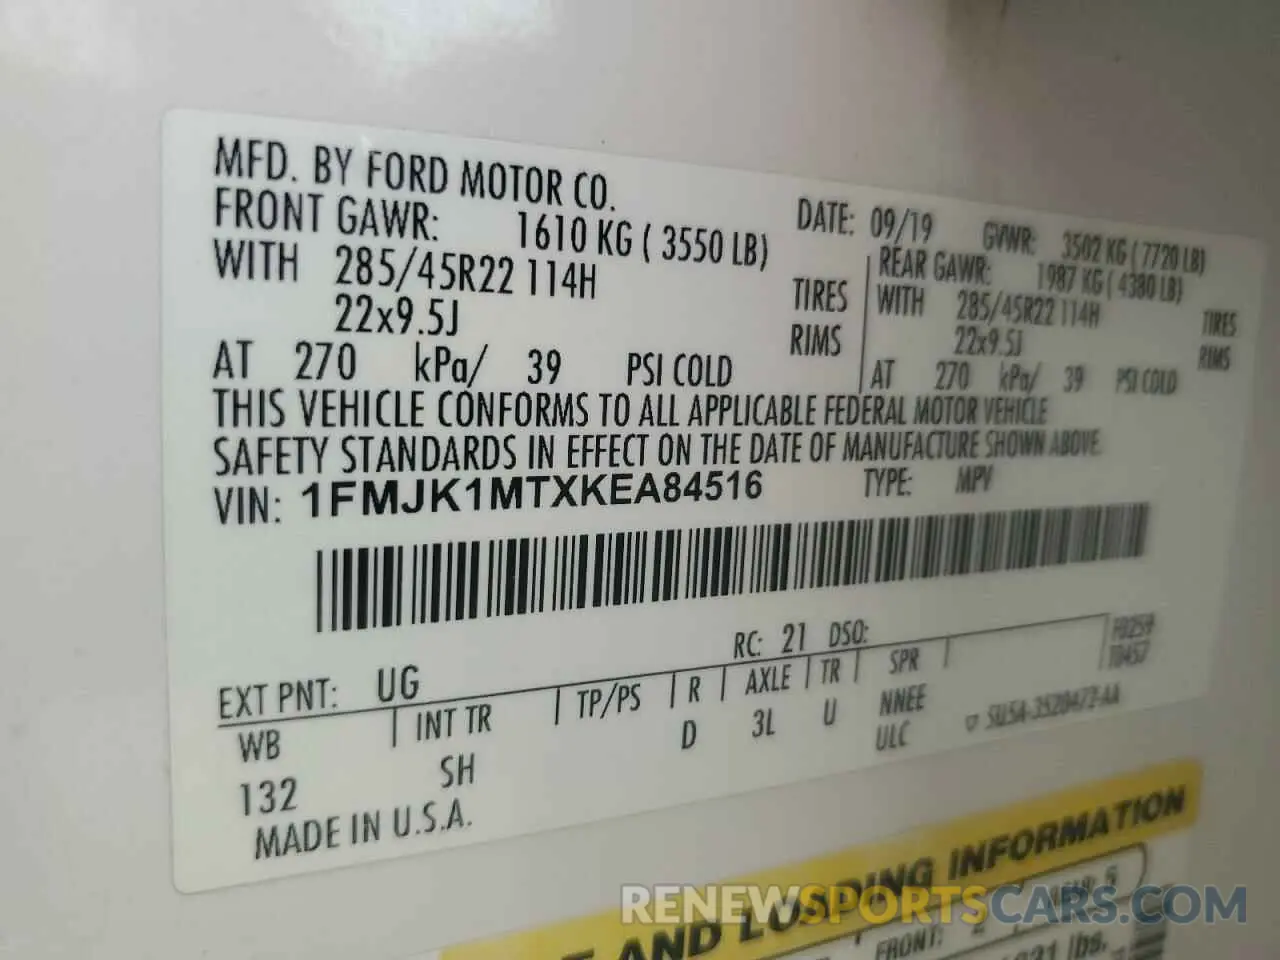 MFD. BY FORD MOTOR CO.
DATE: 09/19 GVWR: 3502 KG ( 7720 LB)
FRONT GAWR: 1610 KG ( 3550 LB)
WITH 285/45R22 114H TIRES
22x9.5J RIMS
AT 270 kPa/ 39 PSI COLD
REAR GAWR: 1987 KG ( 4380 LB)
WITH 285/45R22 114H TIRES
22x9.5J RIMS
AT 270 kPa/ 39 PSI COLD
THIS VEHICLE CONFORMS TO ALL APPLICABLE FEDERAL MOTOR VEHICLE
SAFETY STANDARDS IN EFFECT ON THE DATE OF MANUFACTURE SHOWN ABOVE.
VIN: 1FMJK1MTXKEA84516 TYPE: MPV
EXT PNT: UG RC: 21 DSO:
WB INT TR TP/PS R AXLE TR SPR
132 SH D 3L U NNEE
ULC
MADE IN U.S.A.
AND LOADING INFORMATION
FRONT: 2
lbs.
RENEWSPORTSCARS.COM